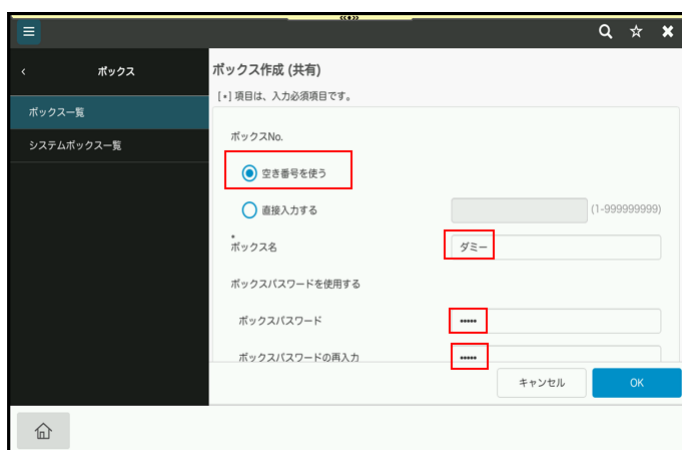 ボックス
ボックス一覧
システムボックス一覧
ボックス作成 (共有)
[*] 項目は、入力必須項目です。
ボックスNo.
空き番号を使う
直接入力する
(1-999999999)
*
ボックス名
ダミー
ボックスパスワードを使用する
ボックスパスワード
•••••
ボックスパスワードの再入力
•••••
キャンセル
OK